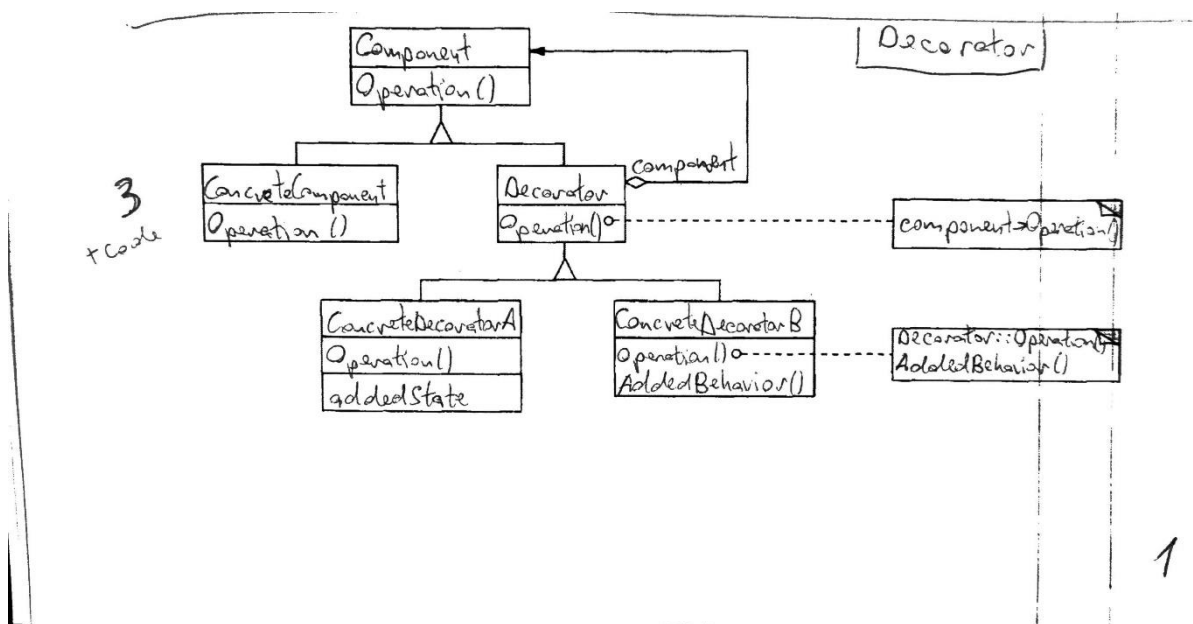 Decorator
Component
Operation()
component
3
+ Code
ConcreteComponent
Operation()
Decorator
Operation()
component→Operation()
ConcreteDecoratorA
Operation()
addedState
ConcreteDecoratorB
Operation()
AddedBehavior()
Decorator::Operation()
AddedBehavior()
1